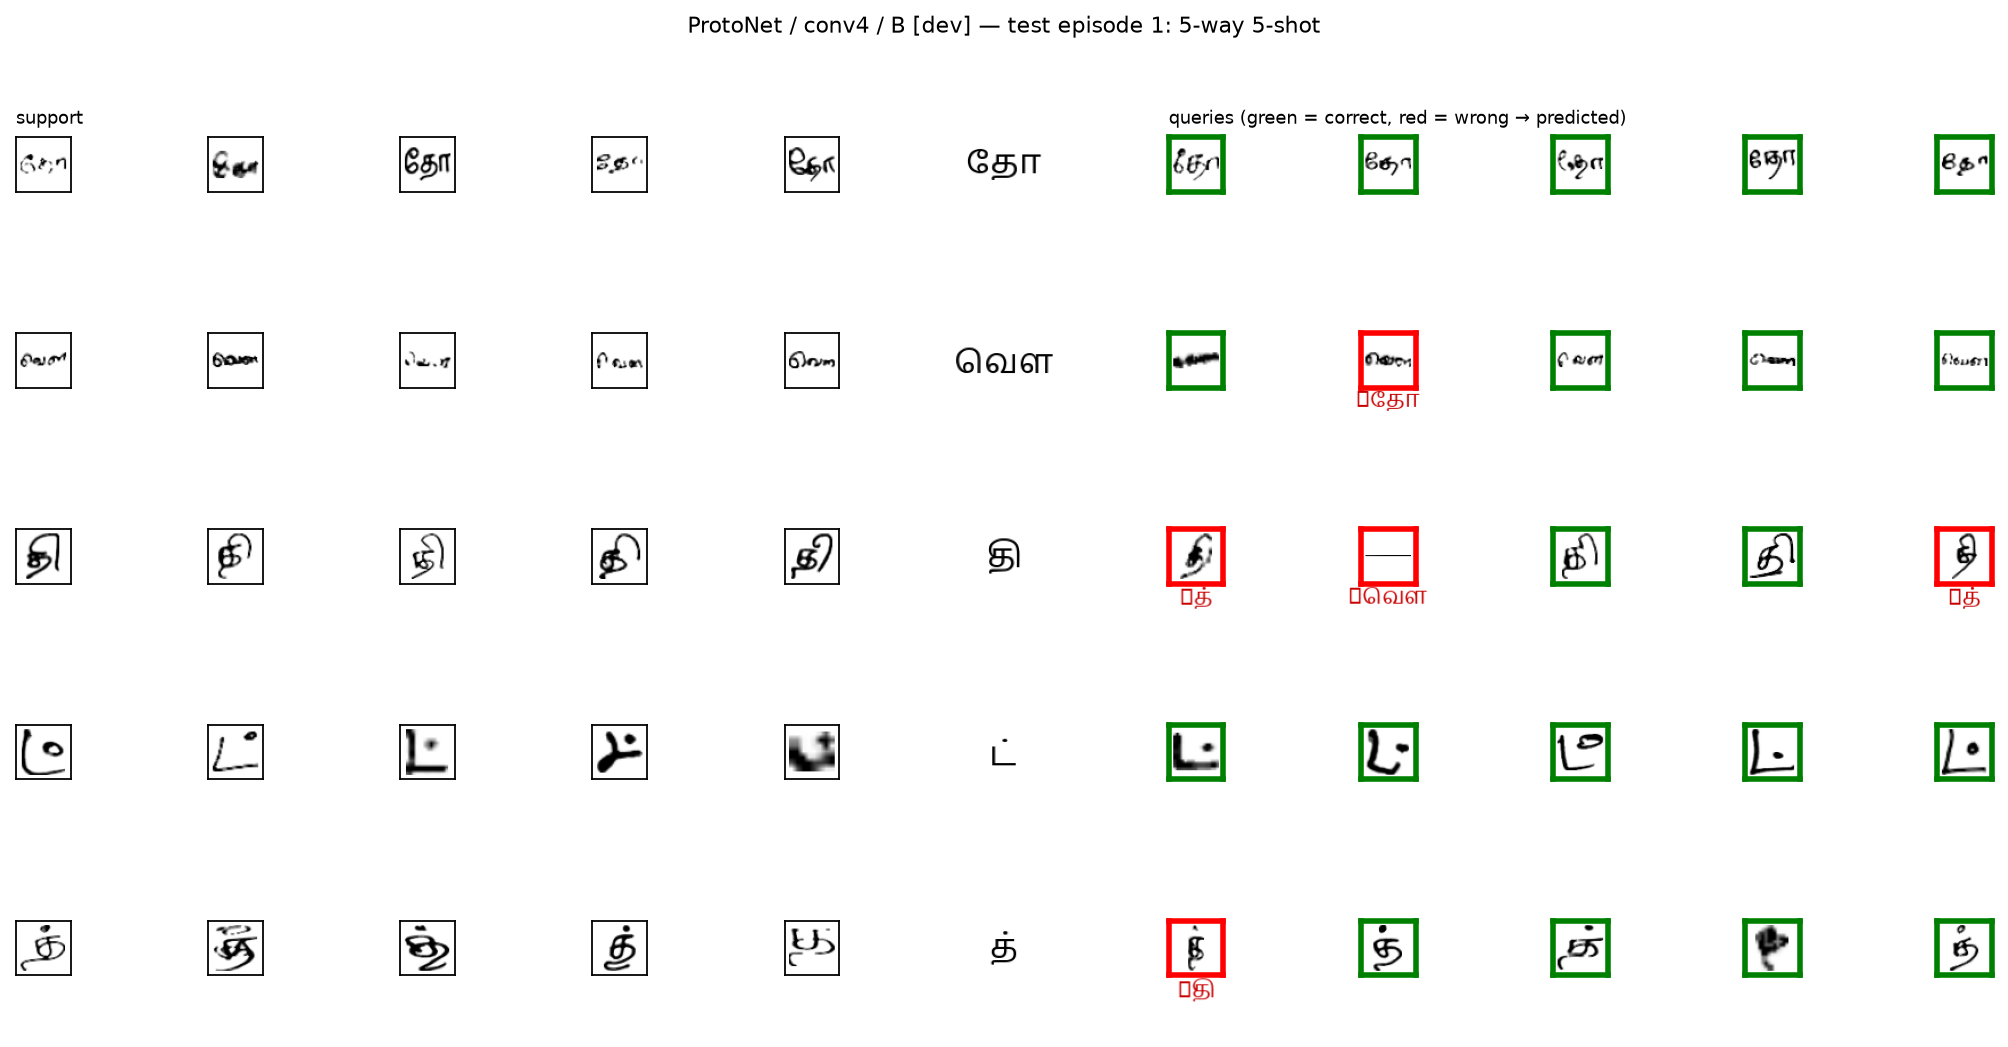 ProtoNet / conv4 / B [dev] — test episode 1: 5-way 5-shot
support
queries (green = correct, red = wrong → predicted)
தோ தோ தோ தோ தோ தோ தோ தோ தோ தோ
வௌ வௌ வௌ வௌ வௌ வௌ வௌ வௌ வௌ
தோ
தி தி தி தி தி தி தி தி தி தி
த் வௌ த்
ட் ட் ட் ட் ட் ட் ட் ட் ட் ட்
த் த் த் த் த் த் த் த் த்
தி